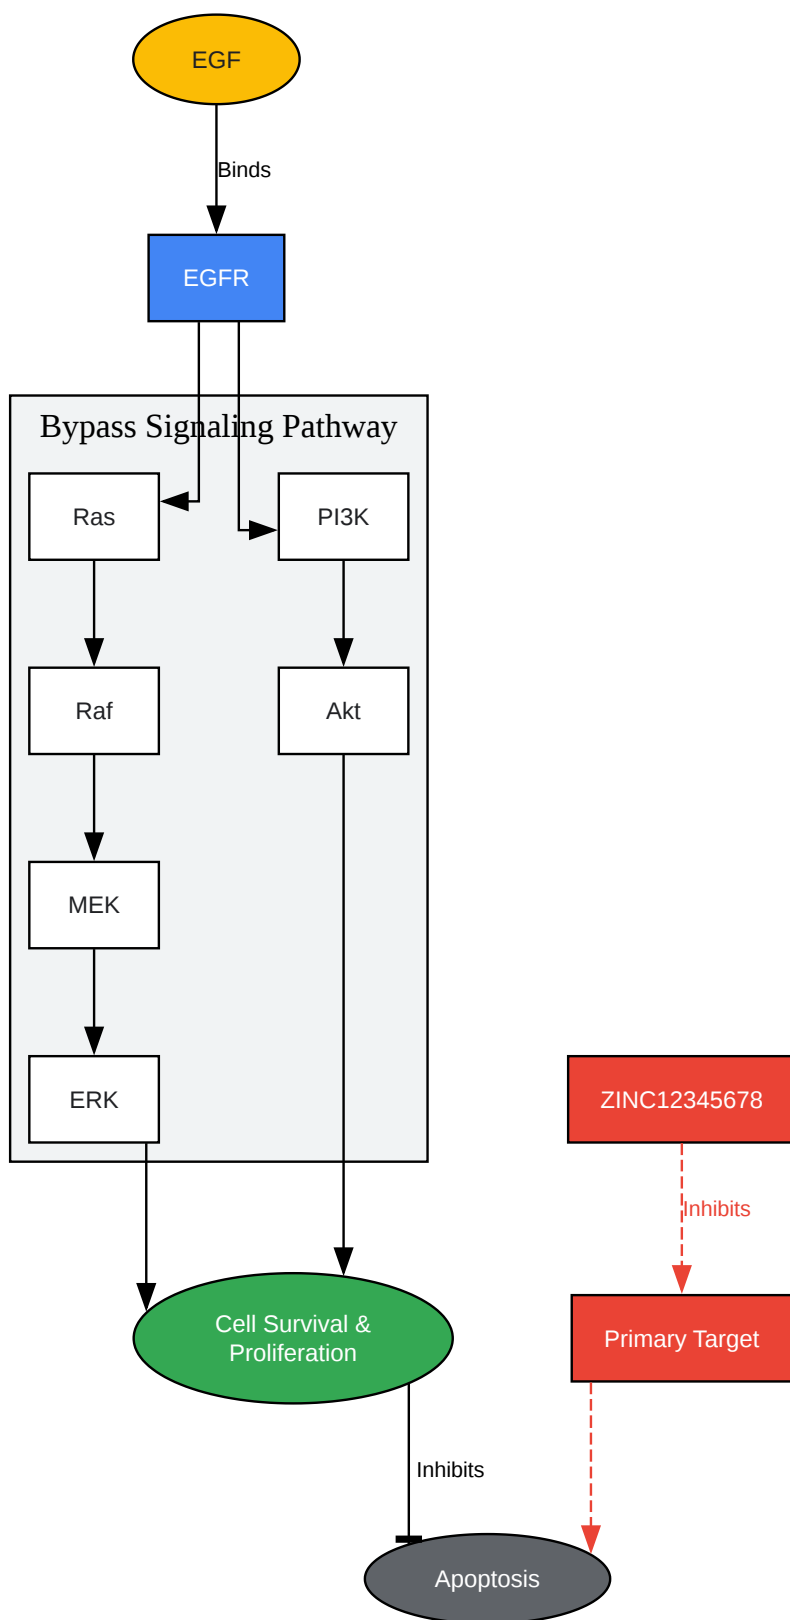 EGF
Binds
EGFR
Bypass Signaling Pathway
Ras
PI3K
Raf
Akt
MEK
ERK
ZINC12345678
Inhibits
Cell Survival &
Proliferation
Primary Target
Inhibits
Apoptosis